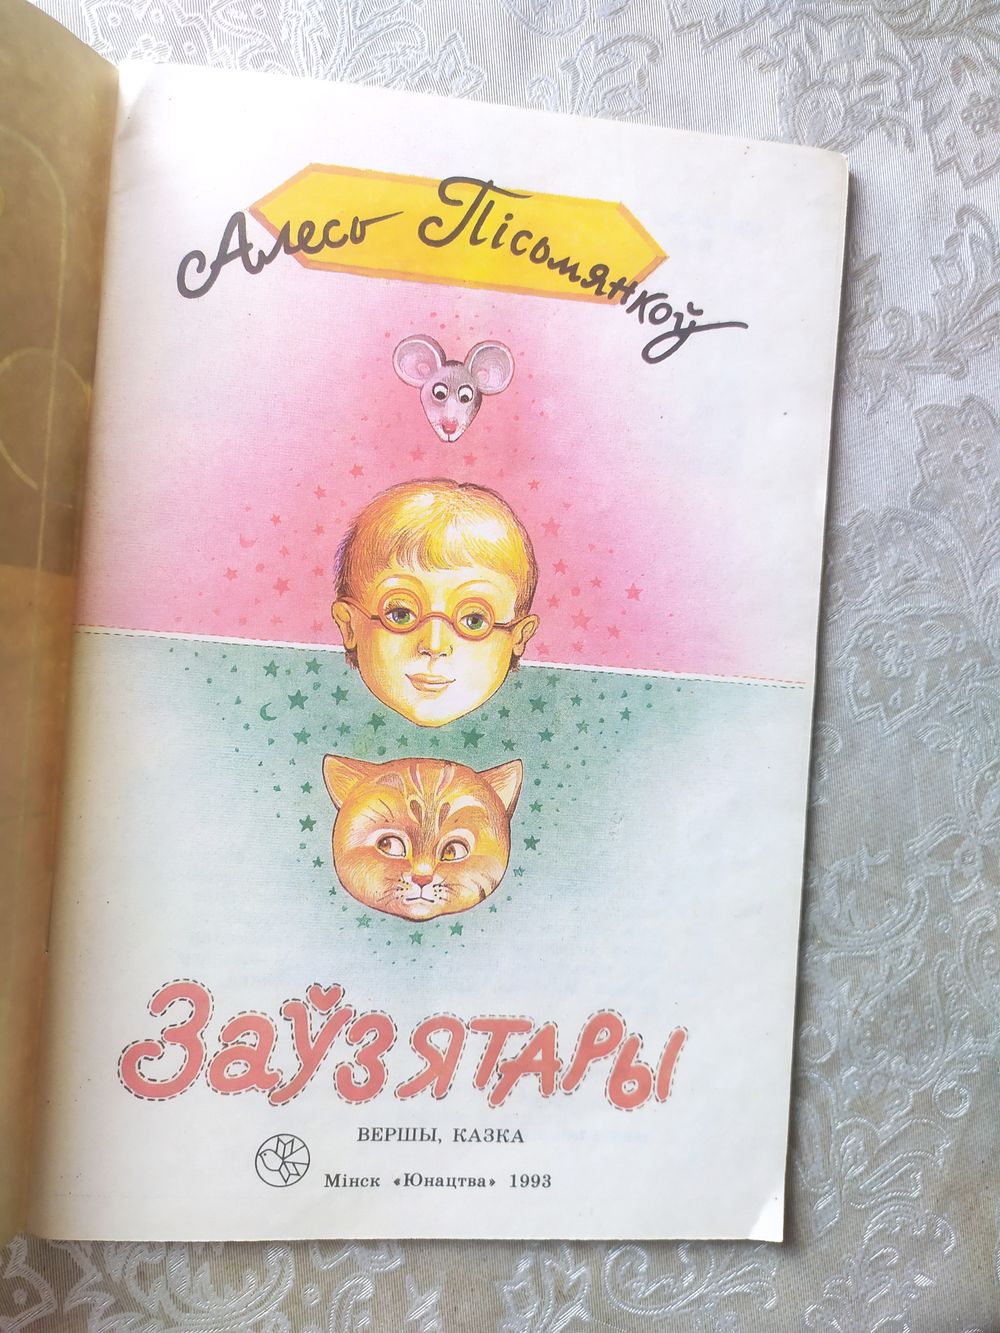 Алесь Пісьмянкоў
Заўзятары
ВЕРШЫ, КАЗКА
Мінск «Юнацтва» 1993